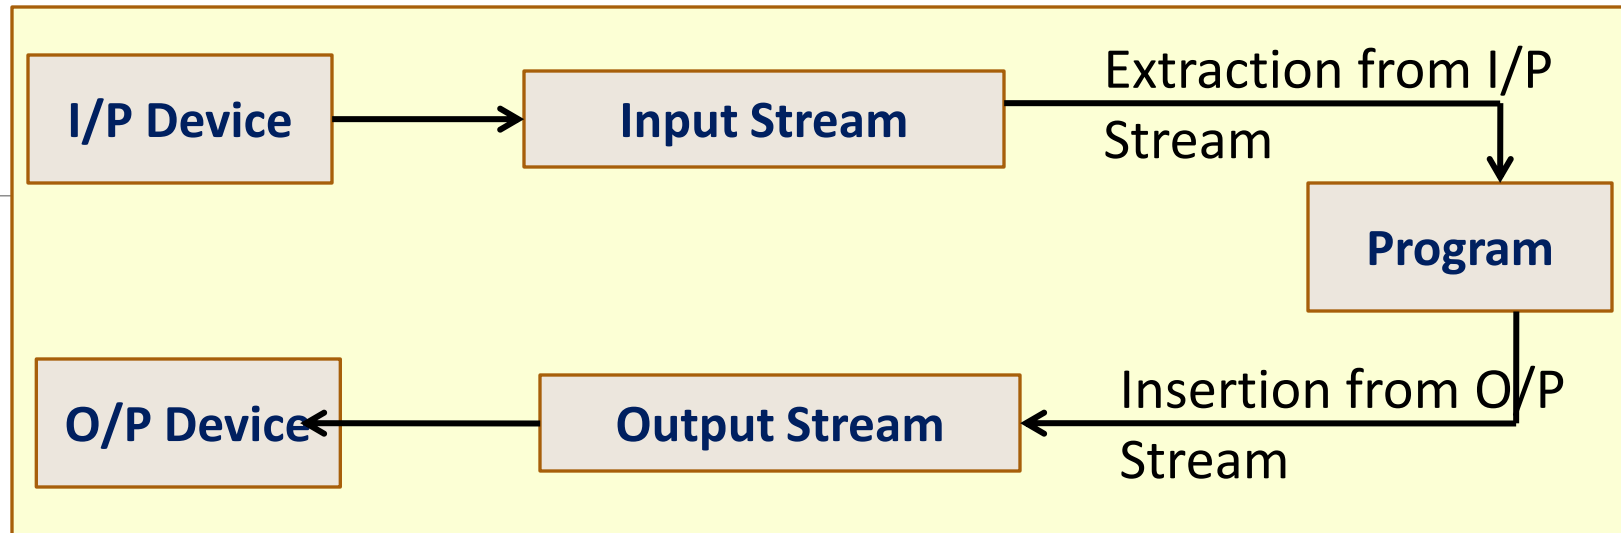 I/P Device
Input Stream
Extraction from I/P
Stream
Program
O/P Device
Output Stream
Insertion from O/P
Stream